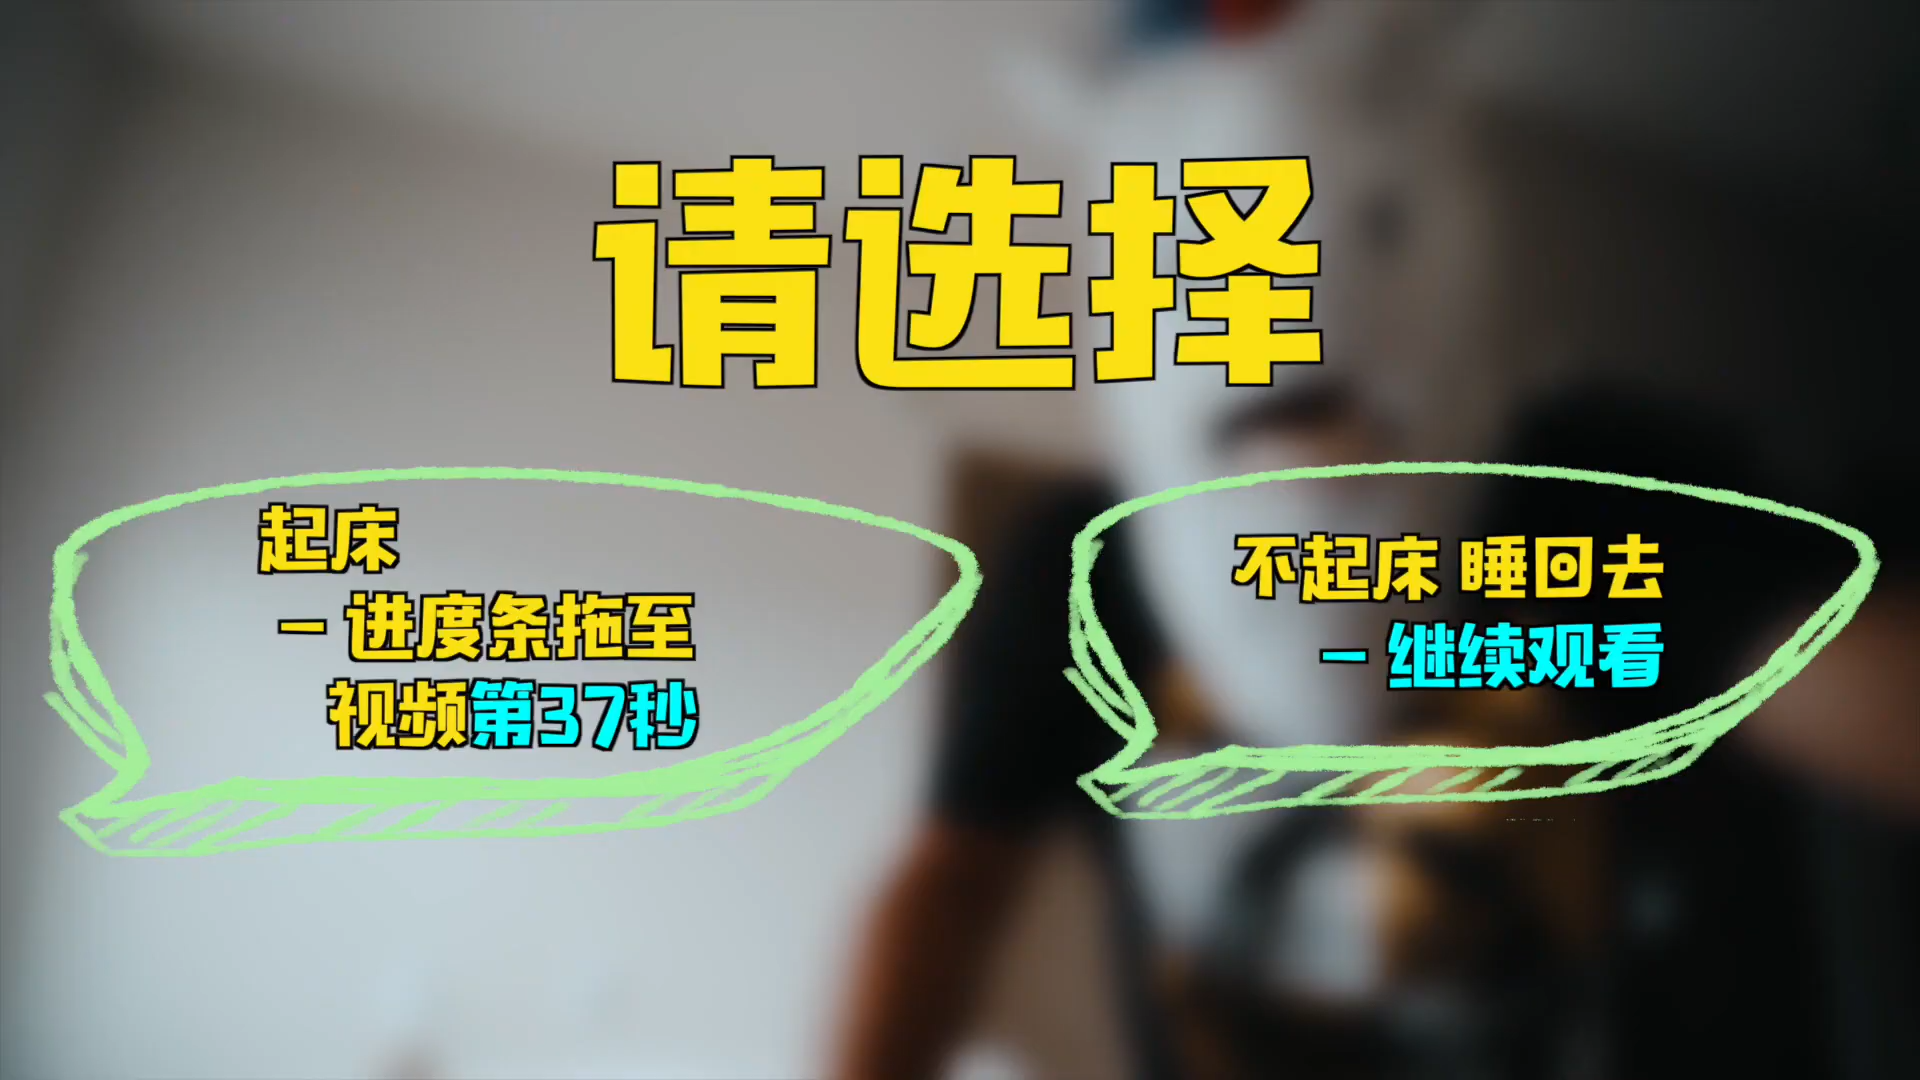 请选择
起床
- 进度条拖至
视频第37秒
不起床 睡回去
- 继续观看